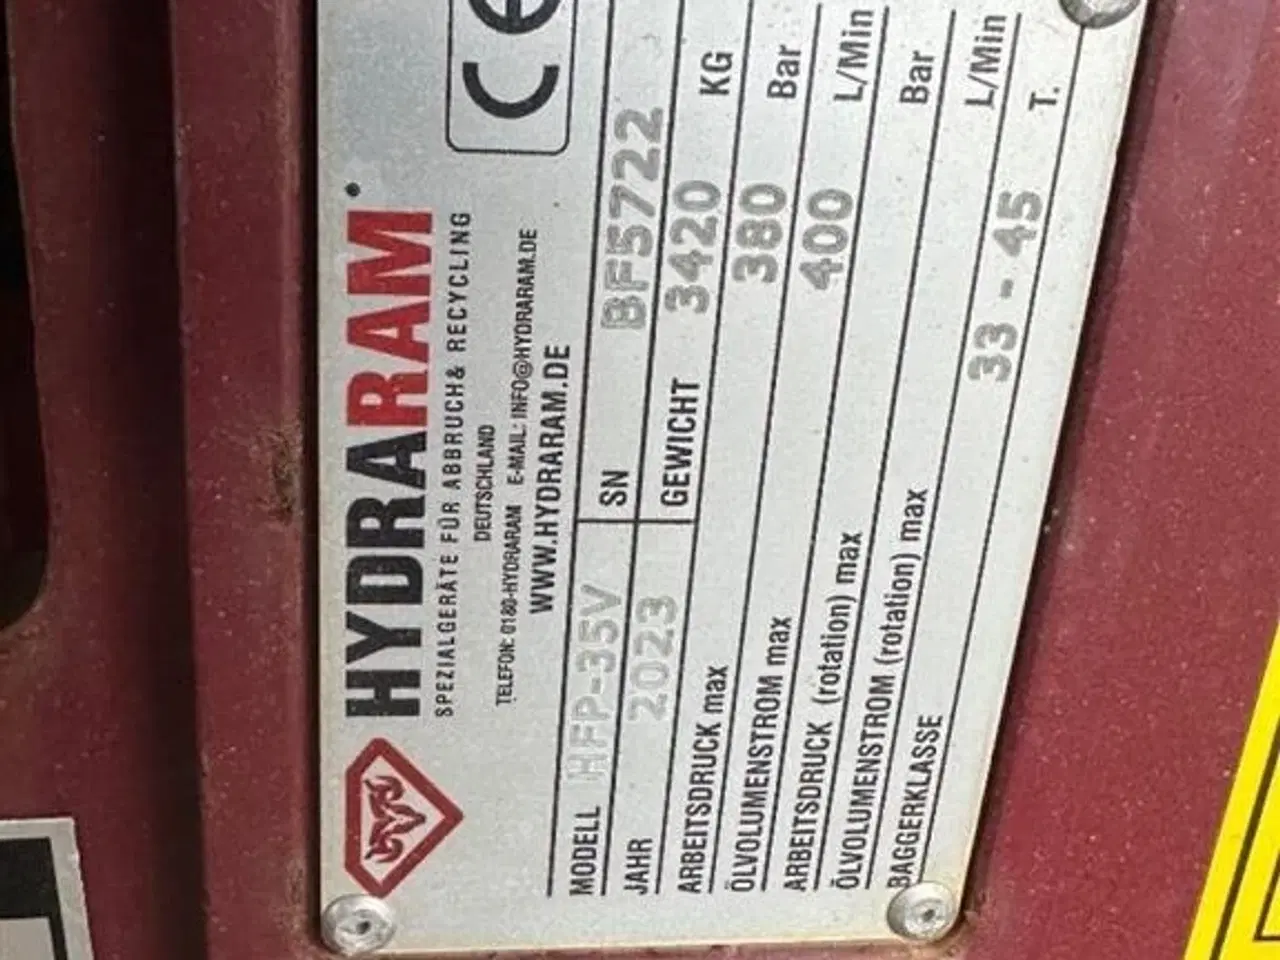 HYDRARAM
SPEZIALGERÄTE FÜR ABBRUCH& RECYCLING
DEUTSCHLAND
TELEFON: 0180-HYDRARAM E-MAIL: INFO@HYDRARAM.DE
WWW.HYDRARAM.DE
CE
MODELL HFP-35V SN BF5722
JAHR 2023 GEWICHT 3420 KG
ARBEITSDRUCK max 380 Bar
ÖLVOLUMENSTROM max 400 L/Min
ARBEITSDRUCK (rotation) max Bar
ÖLVOLUMENSTROM (rotation) max L/Min
BAGGERKLASSE 33 - 45 T.